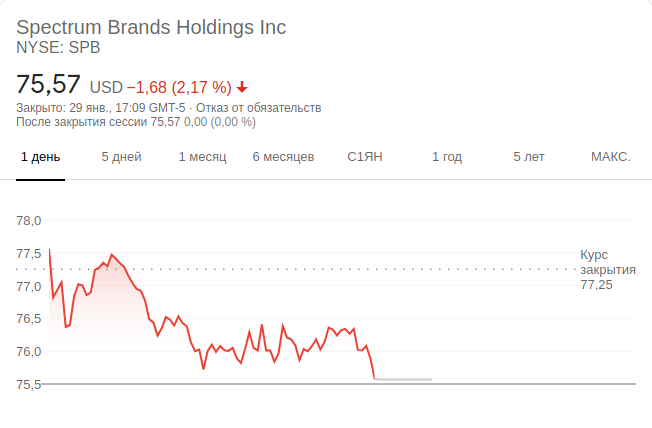 Spectrum Brands Holdings Inc
NYSE: SPB
75,57 USD −1,68 (2,17 %)
Закрыто: 29 янв., 17:09 GMT-5 · Отказ от обязательств
После закрытия сессии 75,57 0,00 (0,00 %)
1 день 5 дней 1 месяц 6 месяцев С1ЯН 1 год 5 лет МАКС.
78,0
77,5
77,0
76,5
76,0
75,5
Курс
закрытия
77,25